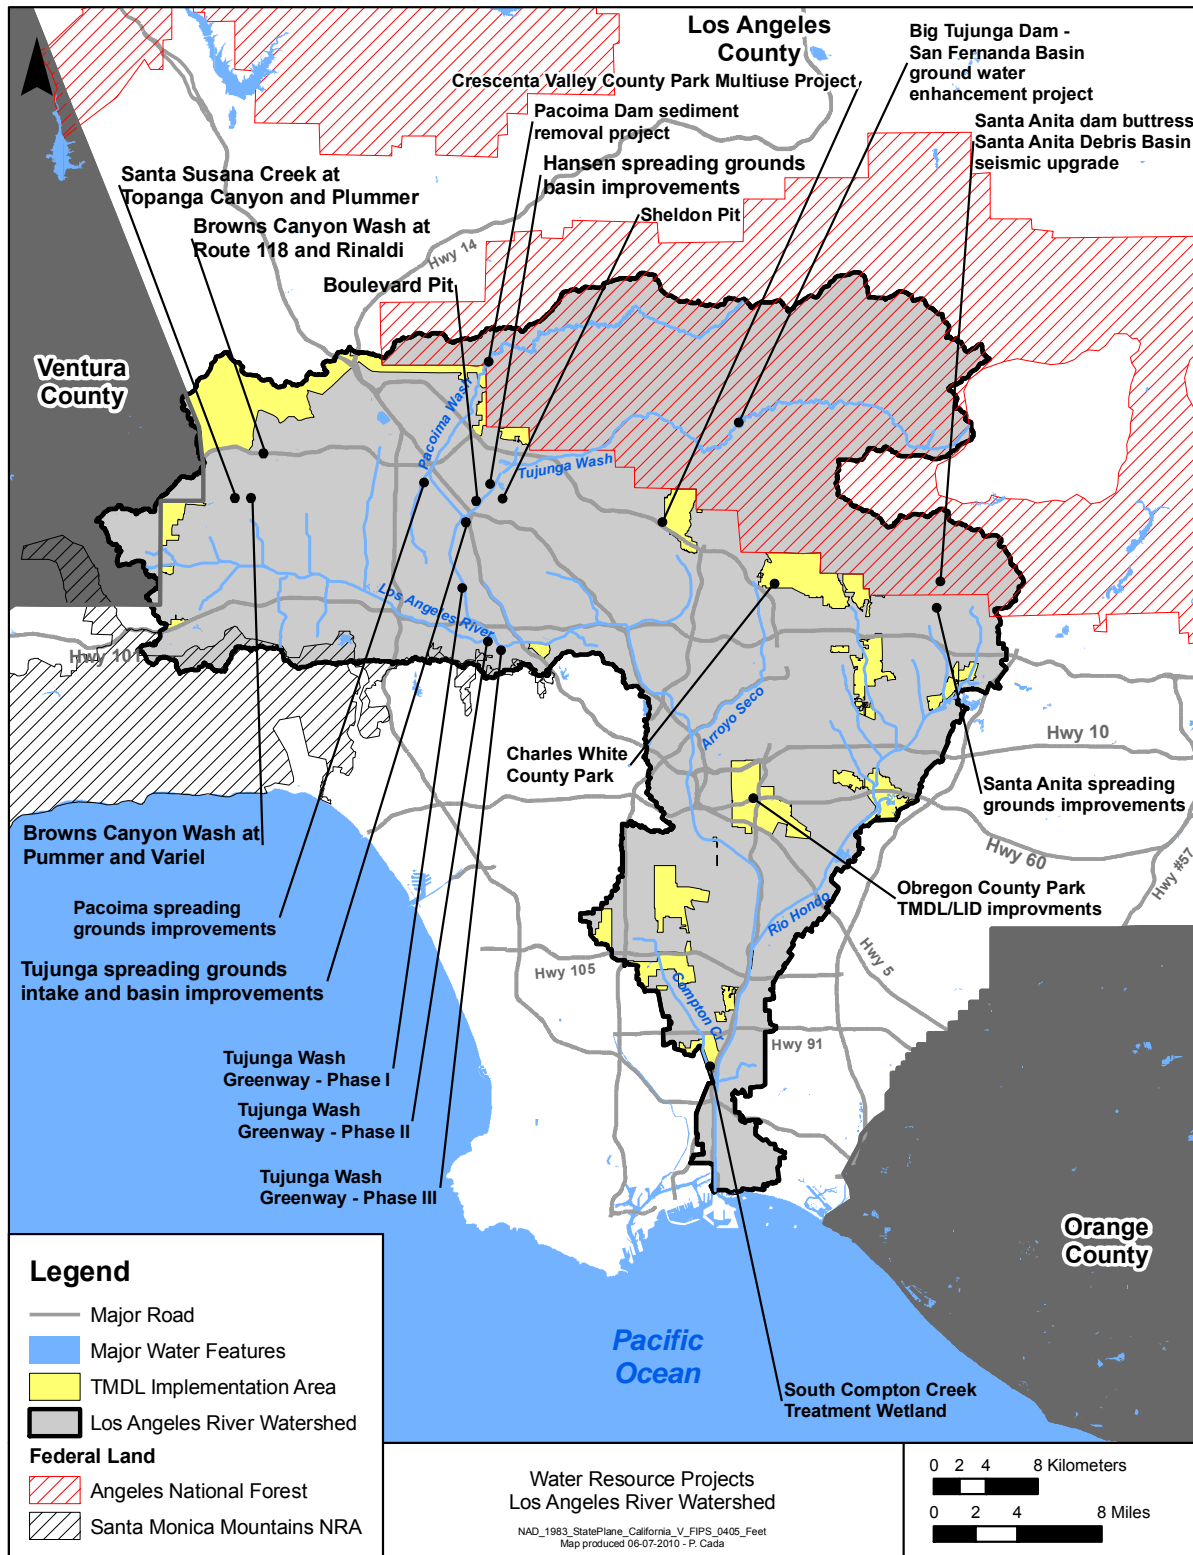 Los Angeles
County
Big Tujunga Dam -
San Fernanda Basin
ground water
enhancement project
Crescenta Valley County Park Multiuse Project
Pacoima Dam sediment
removal project
Santa Anita dam buttress
Santa Anita Debris Basin
seismic upgrade
Hansen spreading grounds
basin improvements
Santa Susana Creek at
Topanga Canyon and Plummer
Sheldon Pit
Browns Canyon Wash at
Route 118 and Rinaldi
Hwy 14
Boulevard Pit
Ventura
County
Pacoima Wash
Tujunga Wash
Los Angeles River
Hwy 101
Arroyo Seco
Hwy 10
Charles White
County Park
Santa Anita spreading
grounds improvements
Browns Canyon Wash at
Pummer and Variel
Hwy 60
Hwy #57
Obregon County Park
TMDL/LID improvments
Pacoima spreading
grounds improvements
Rio Hondo
Hwy 5
Tujunga spreading grounds
intake and basin improvements
Hwy 105
Compton Cr
Hwy 91
Tujunga Wash
Greenway - Phase I
Tujunga Wash
Greenway - Phase II
Tujunga Wash
Greenway - Phase III
Orange
County
Pacific
Ocean
South Compton Creek
Treatment Wetland
Legend
Major Road
Major Water Features
TMDL Implementation Area
Los Angeles River Watershed
Federal Land
Angeles National Forest
Santa Monica Mountains NRA
Water Resource Projects
Los Angeles River Watershed
NAD_1983_StatePlane_California_V_FIPS_0405_Feet
Map produced 06-07-2010 - P. Cada
0 2 4 8 Kilometers
0 2 4 8 Miles